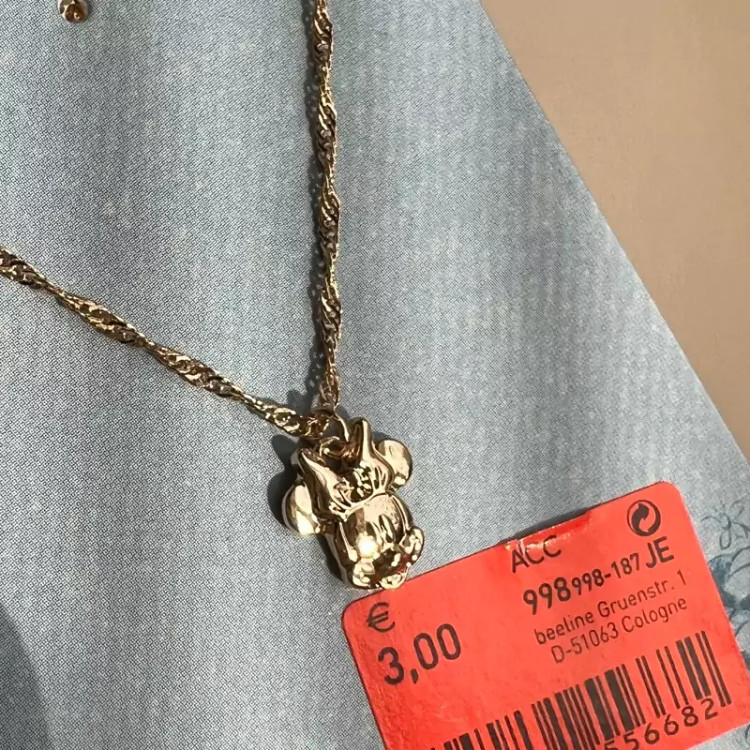 ACC
998998-187 JE
€
beeline Gruenstr. 1
3,00
D-51063 Cologne
556682